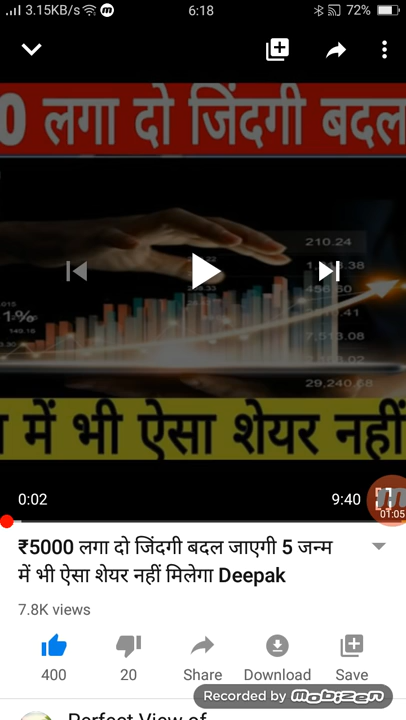 3.15KB/s 6:18 72%
0 लगा दो जिंदगी बदल
210.24
456.80
1%
29,240.68
में भी ऐसा शेयर नहीं
0:02 9:40
01:05
₹5000 लगा दो जिंदगी बदल जाएगी 5 जन्म
में भी ऐसा शेयर नहीं मिलेगा Deepak
7.8K views
400 20 Share Download Save
Recorded by mobizen
Perfect View of